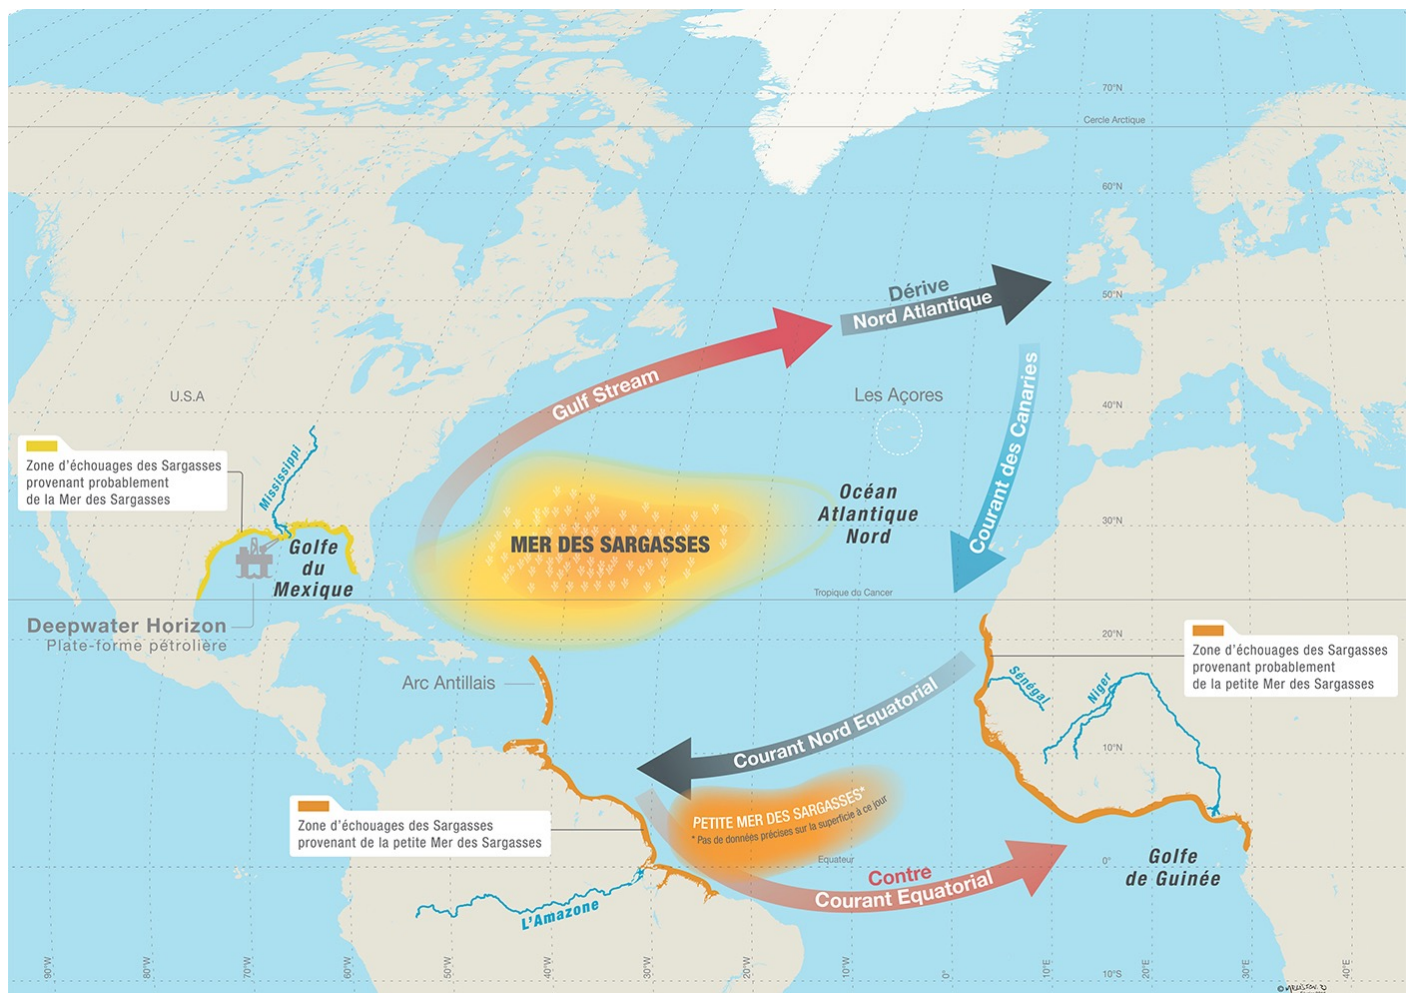 70°N
Cercle Arctique
60°N
50°N
Dérive
Nord Atlantique
Gulf Stream
Courant des Canaries
U.S.A
Les Açores
40°N
Zone d'échouages des Sargasses
provenant probablement
de la Mer des Sargasses
Mississippi
Océan
Atlantique
Nord
30°N
MER DES SARGASSES
Golfe
du
Mexique
Tropique du Cancer
Deepwater Horizon
Plate-forme pétrolière
20°N
Zone d'échouages des Sargasses
provenant probablement
de la petite Mer des Sargasses
Arc Antillais
Sénégal
Niger
Courant Nord Equatorial
10°N
PETITE MER DES SARGASSES*
* Pas de données précises sur la superficie à ce jour
Zone d'échouages des Sargasses
provenant de la petite Mer des Sargasses
Equateur
0°
Golfe
de Guinée
Contre
Courant Equatorial
L'Amazone
90°W
80°W
70°W
60°W
50°W
40°W
30°W
20°W
10°W
0°
10°E
10°S
20°E
30°E
40°E